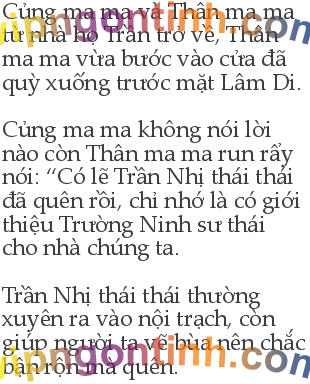 Củng ma ma và Thân ma ma
từ nhà họ Trần trở về, Thân
ma ma vừa bước vào cửa đã
quỳ xuống trước mặt Lâm Di.
Củng ma ma không nói lời
nào còn Thân ma ma run rẩy
nói: “Có lẽ Trần Nhị thái thái
đã quên rồi, chỉ nhớ là có giới
thiệu Trường Ninh sư thái
cho nhà chúng ta.
Trần Nhị thái thái thường
xuyên ra vào nội trạch, còn
giúp người ta vẽ bùa nên chắc
bận rộn mà quên.
vipngontinh.com
vipngontinh.com